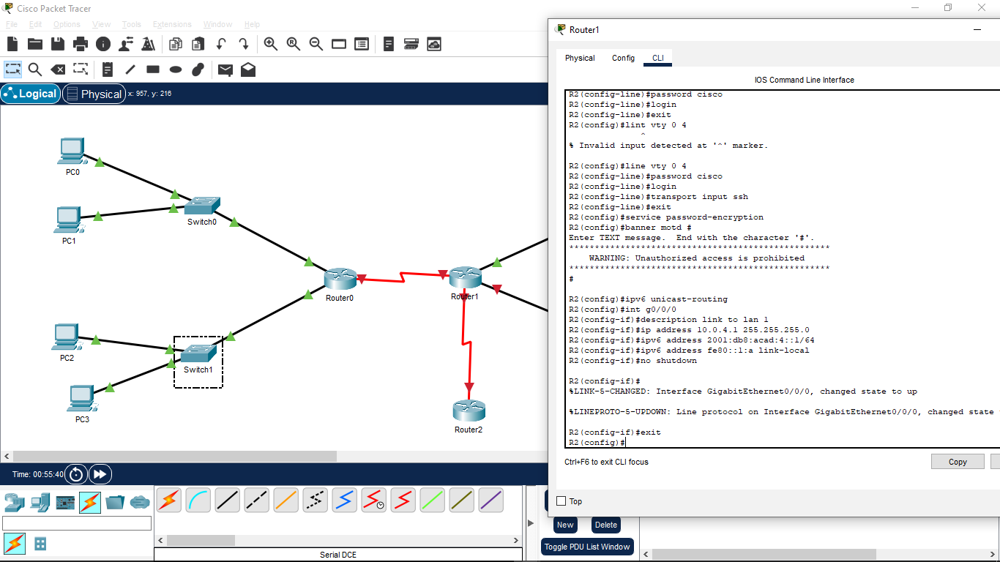 Cisco Packet Tracer
File Edit Options View Tools Extensions Window Help
Logical
Physical x: 957, y: 216
PC0
PC1
Switch0
Router0
Router1
PC2
Switch1
PC3
Router2
Time: 00:55:40
Serial DCE
New
Delete
Toggle PDU List Window
Router1
Physical Config CLI
IOS Command Line Interface
R2(config-line)#password cisco
R2(config-line)#login
R2(config-line)#exit
R2(config)#lint vty 0 4
^
% Invalid input detected at '^' marker.
R2(config)#line vty 0 4
R2(config-line)#password cisco
R2(config-line)#login
R2(config-line)#transport input ssh
R2(config-line)#exit
R2(config)#service password-encryption
R2(config)#banner motd #
Enter TEXT message.  End with the character '#'.
***************************************************
WARNING: Unauthorized access is prohibited
***************************************************
#
R2(config)#ipv6 unicast-routing
R2(config)#int g0/0/0
R2(config-if)#description link to lan 1
R2(config-if)#ip address 10.0.4.1 255.255.255.0
R2(config-if)#ipv6 address 2001:db8:acad:4::1/64
R2(config-if)#ipv6 address fe80::1:a link-local
R2(config-if)#no shutdown
R2(config-if)#
%LINK-5-CHANGED: Interface GigabitEthernet0/0/0, changed state to up
%LINEPROTO-5-UPDOWN: Line protocol on Interface GigabitEthernet0/0/0, changed state
R2(config-if)#exit
R2(config)#
Ctrl+F6 to exit CLI focus
Copy
Top